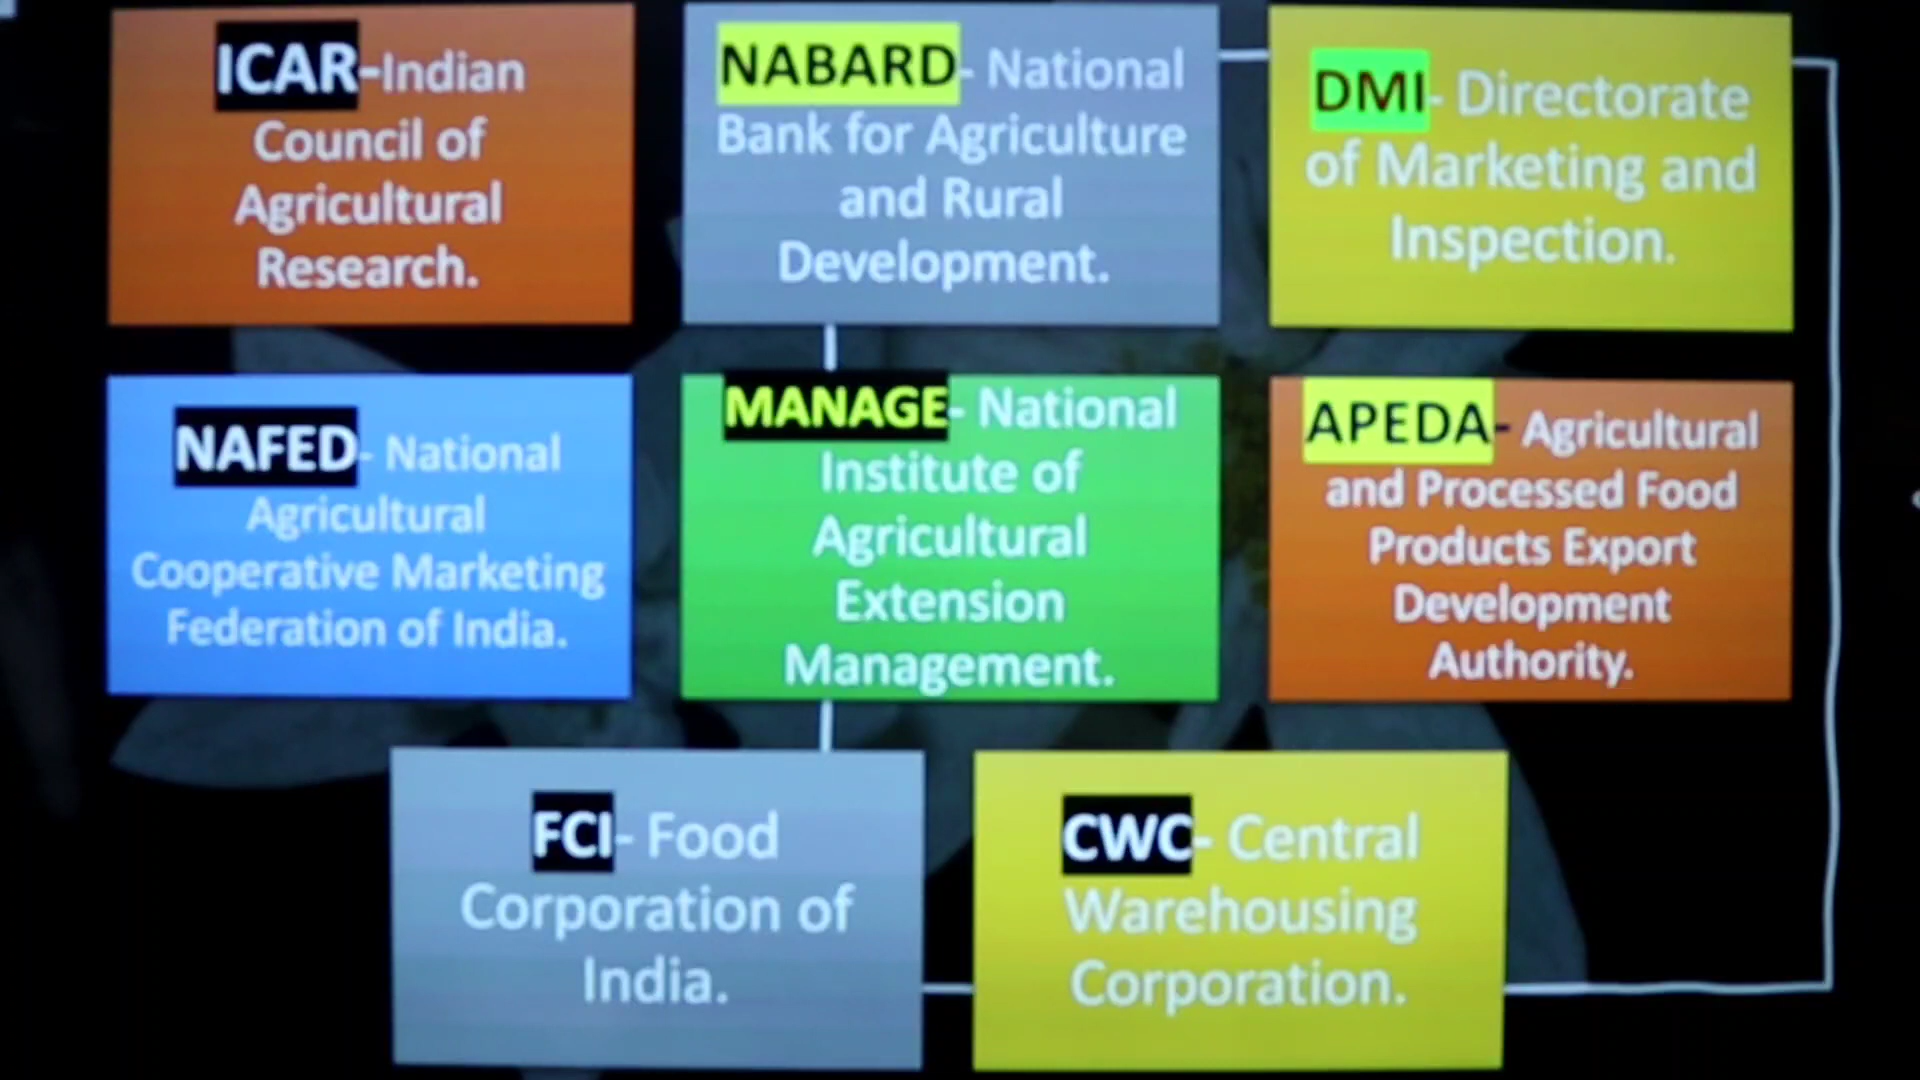 ICAR-Indian
Council of
Agricultural
Research.
NABARD- National
Bank for Agriculture
and Rural
Development.
DMI- Directorate
of Marketing and
Inspection.
NAFED- National
Agricultural
Cooperative Marketing
Federation of India.
MANAGE- National
Institute of
Agricultural
Extension
Management.
APEDA- Agricultural
and Processed Food
Products Export
Development
Authority.
FCI- Food
Corporation of
India.
CWC- Central
Warehousing
Corporation.